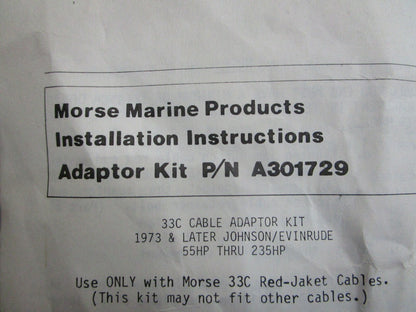 Morse Marine Products
Installation Instructions
Adaptor Kit P/N A301729
33C CABLE ADAPTOR KIT
1973 & LATER JOHNSON/EVINRUDE
55HP THRU 235HP
Use ONLY with Morse 33C Red-Jaket Cables.
(This kit may not fit other cables.)